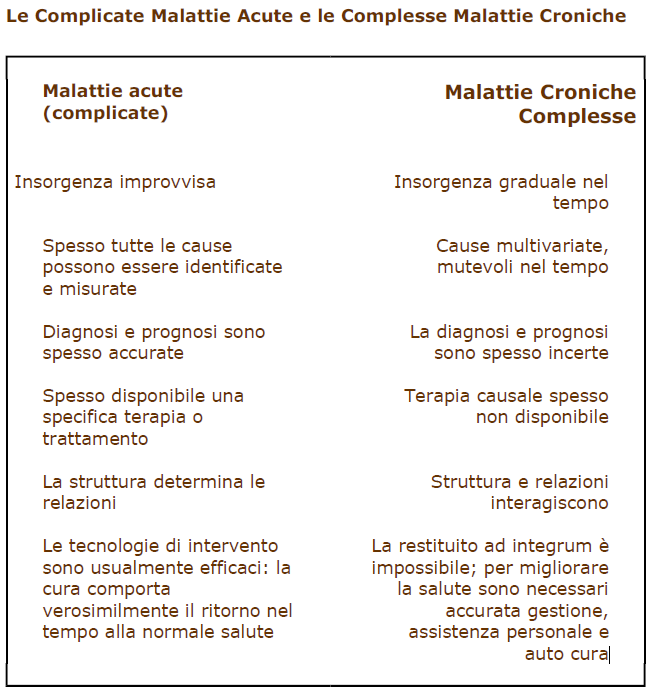 Le Complicate Malattie Acute e le Complesse Malattie Croniche
Malattie acute
(complicate)
Malattie Croniche
Complesse
Insorgenza improvvisa
Insorgenza graduale nel
tempo
Spesso tutte le cause
possono essere identificate
e misurate
Cause multivariate,
mutevoli nel tempo
Diagnosi e prognosi sono
spesso accurate
La diagnosi e prognosi
sono spesso incerte
Spesso disponibile una
specifica terapia o
trattamento
Terapia causale spesso
non disponibile
La struttura determina le
relazioni
Struttura e relazioni
interagiscono
Le tecnologie di intervento
sono usualmente efficaci: la
cura comporta
verosimilmente il ritorno nel
tempo alla normale salute
La restituito ad integrum è
impossibile; per migliorare
la salute sono necessari
accurata gestione,
assistenza personale e
auto cura